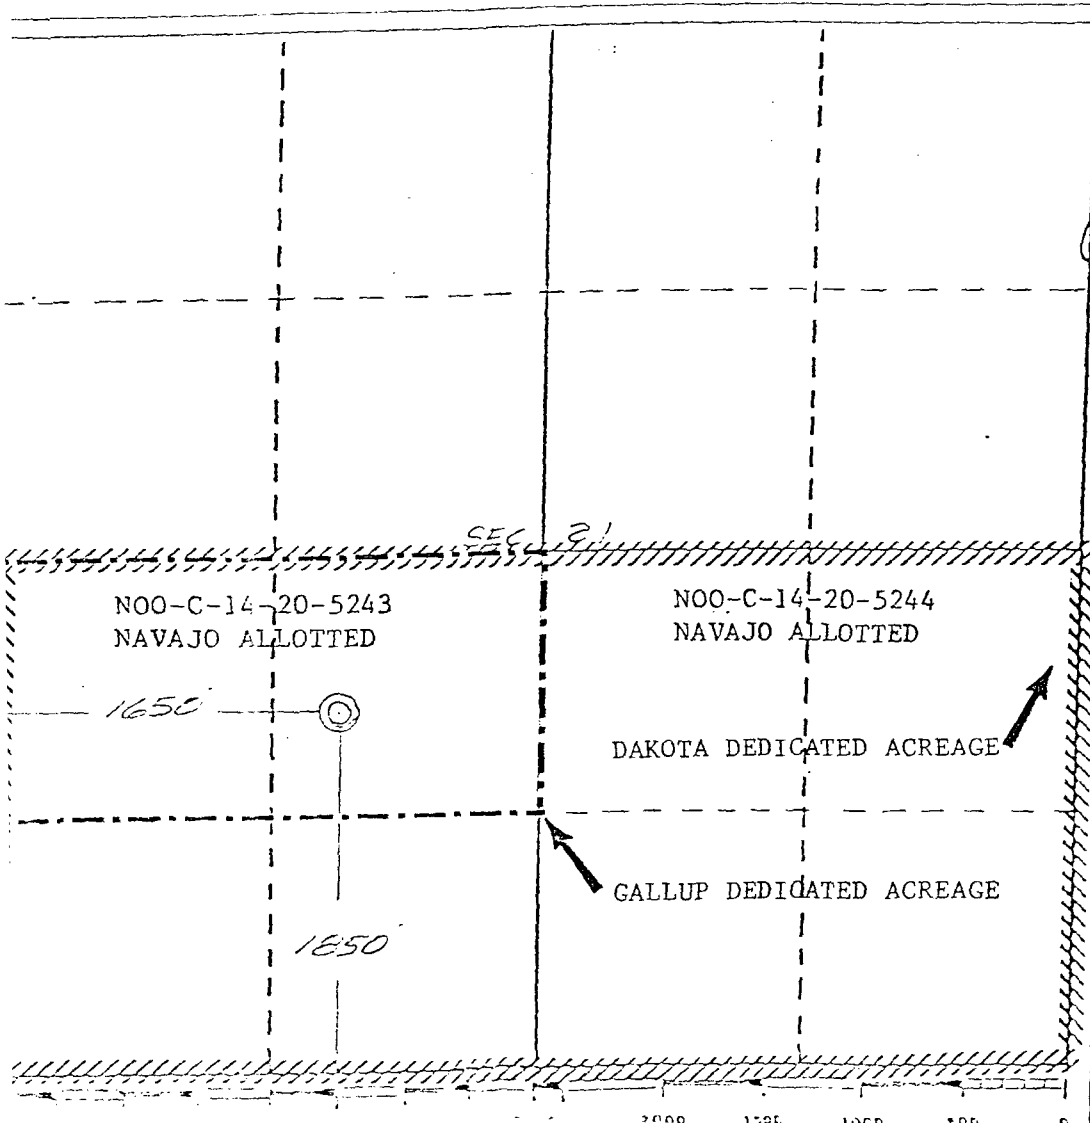 SEC 21
NOO-C-14-20-5243
NAVAJO ALLOTTED
NOO-C-14-20-5244
NAVAJO ALLOTTED
1650'
DAKOTA DEDICATED ACREAGE
GALLUP DEDICATED ACREAGE
1850'